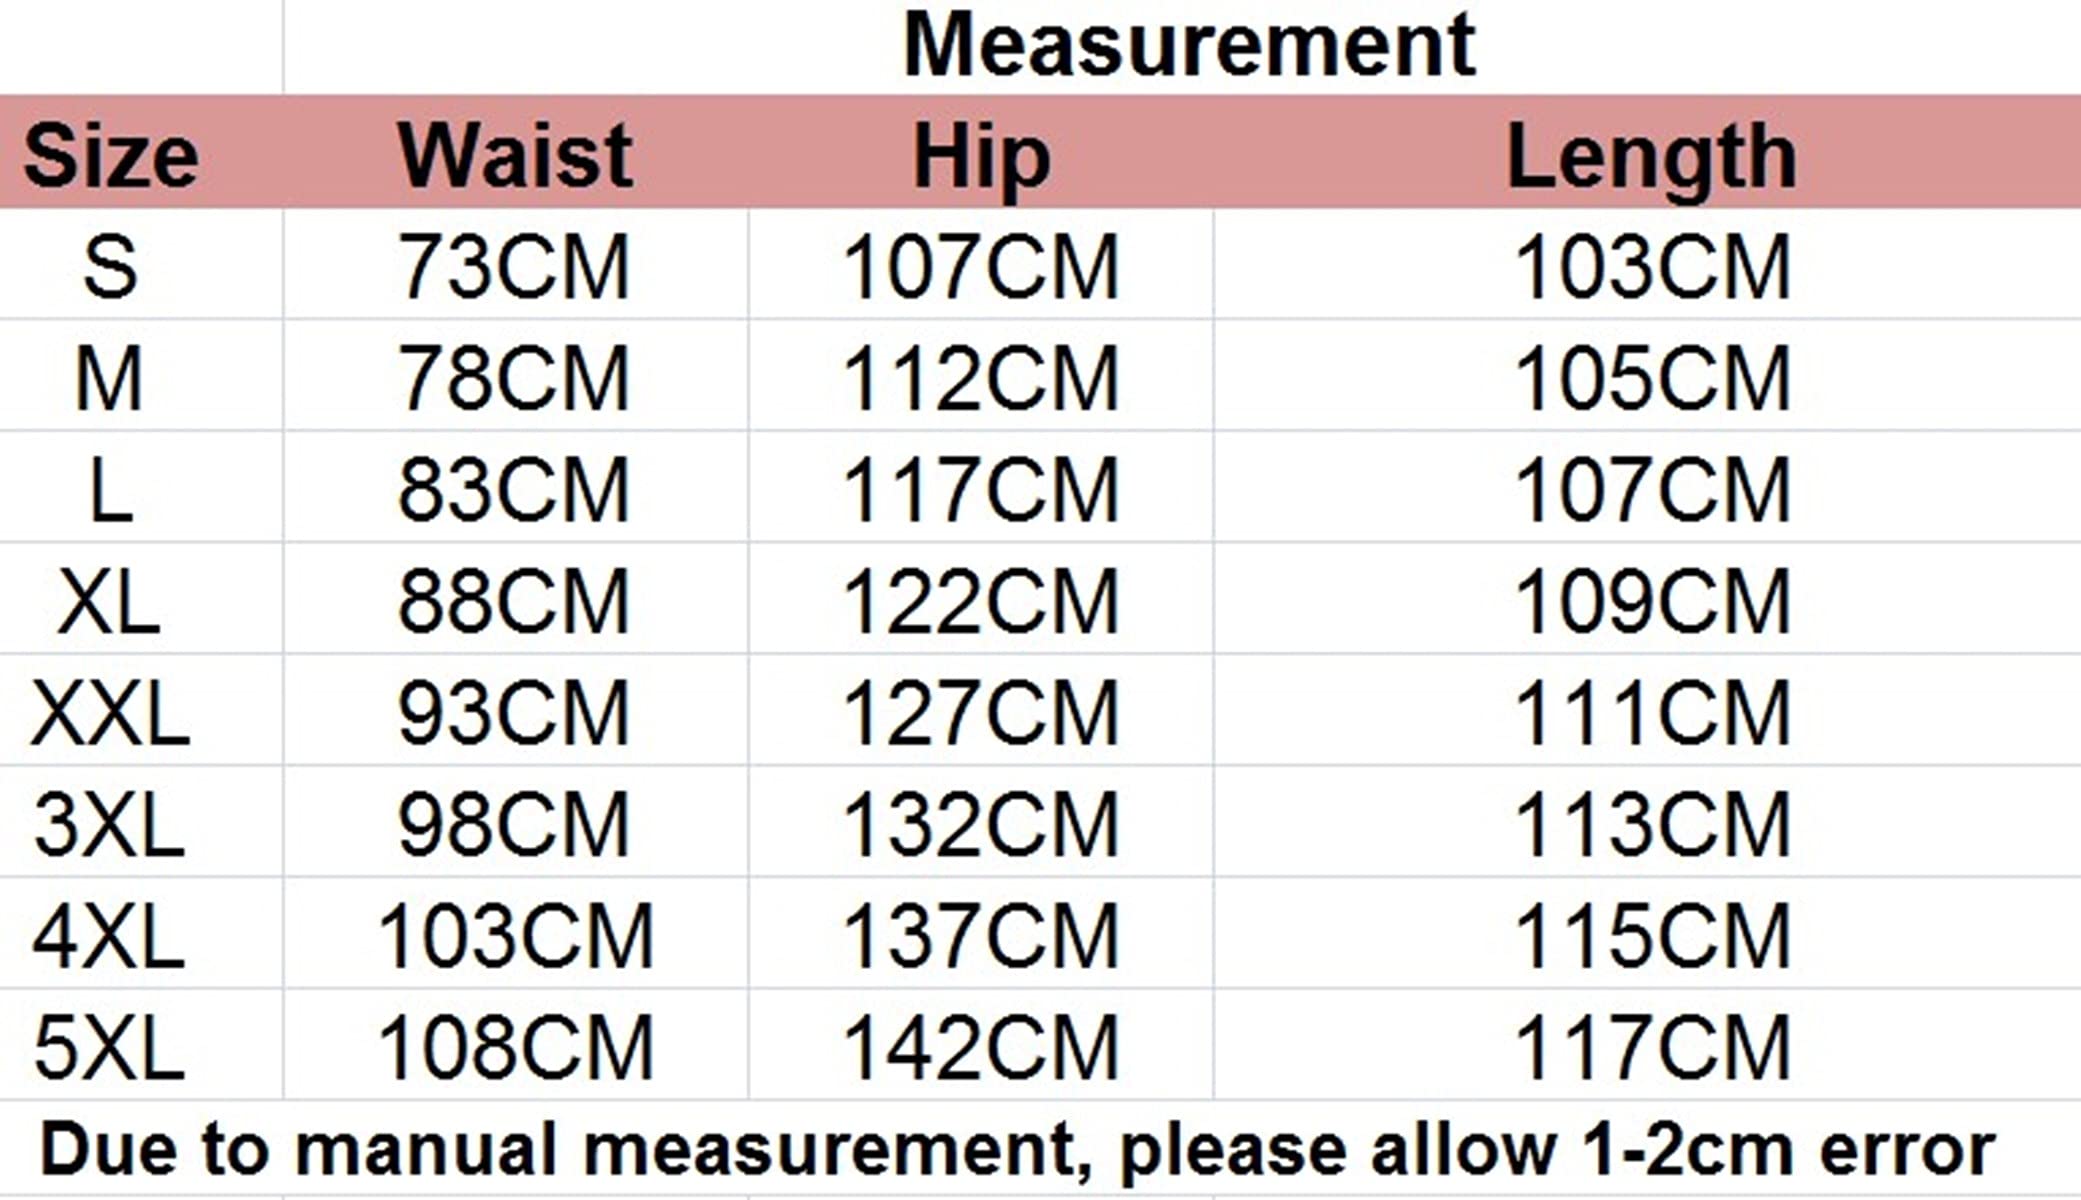 Measurement
Size Waist Hip Length
S 73CM 107CM 103CM
M 78CM 112CM 105CM
L 83CM 117CM 107CM
XL 88CM 122CM 109CM
XXL 93CM 127CM 111CM
3XL 98CM 132CM 113CM
4XL 103CM 137CM 115CM
5XL 108CM 142CM 117CM
Due to manual measurement, please allow 1-2cm error